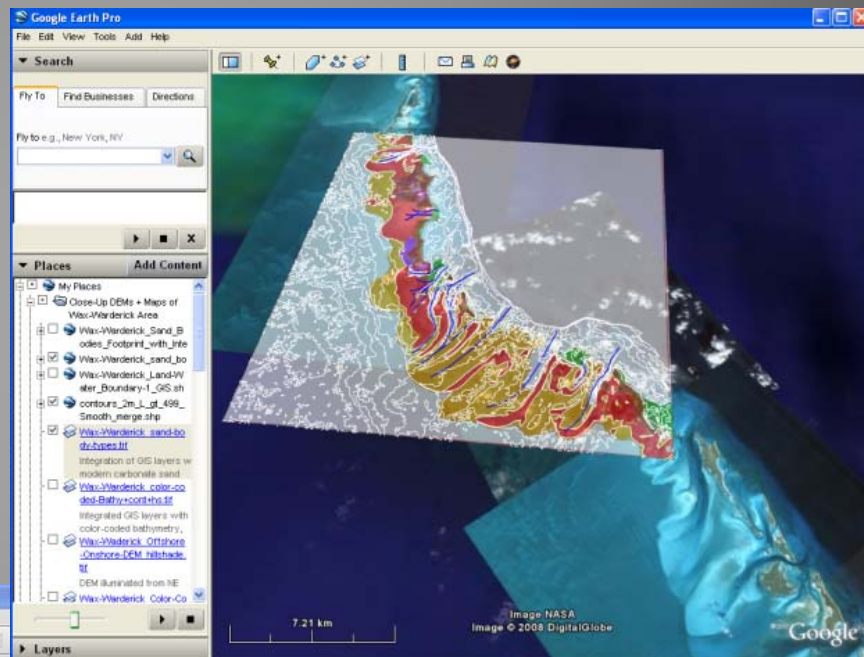 Google Earth Pro
File Edit View Tools Add Help
Search
Fly To Find Businesses Directions
Fly to e.g., New York, NY
Places Add Content
My Places
Close-Up DEMs + Maps of
Wax-Warderick Area
Wax-Warderick_Sand_B
odies_Footprint_with_Inte
Wax-Warderick_sand_bo
Wax-Warderick_Land-W
ater_Boundary-1_GIS.sh
contours_2m_L_gt_499_
Smooth_merge.shp
Wax-Warderick_sand-bo
dy-types.tif
Integration of GIS layers w
modern carbonate sand
Wax-Warderick_color-co
ded-Bathy+cont+hs.tif
Integrated GIS layers with
color-coded bathymetry,
Wax-Waderick_Offshore
-Onshore-DEM_hillshade.
tif
DEM illuminated from NE
Wax-Warderick_Color-Co
Layers
7.21 km
Image NASA
Image © 2008 DigitalGlobe
Google